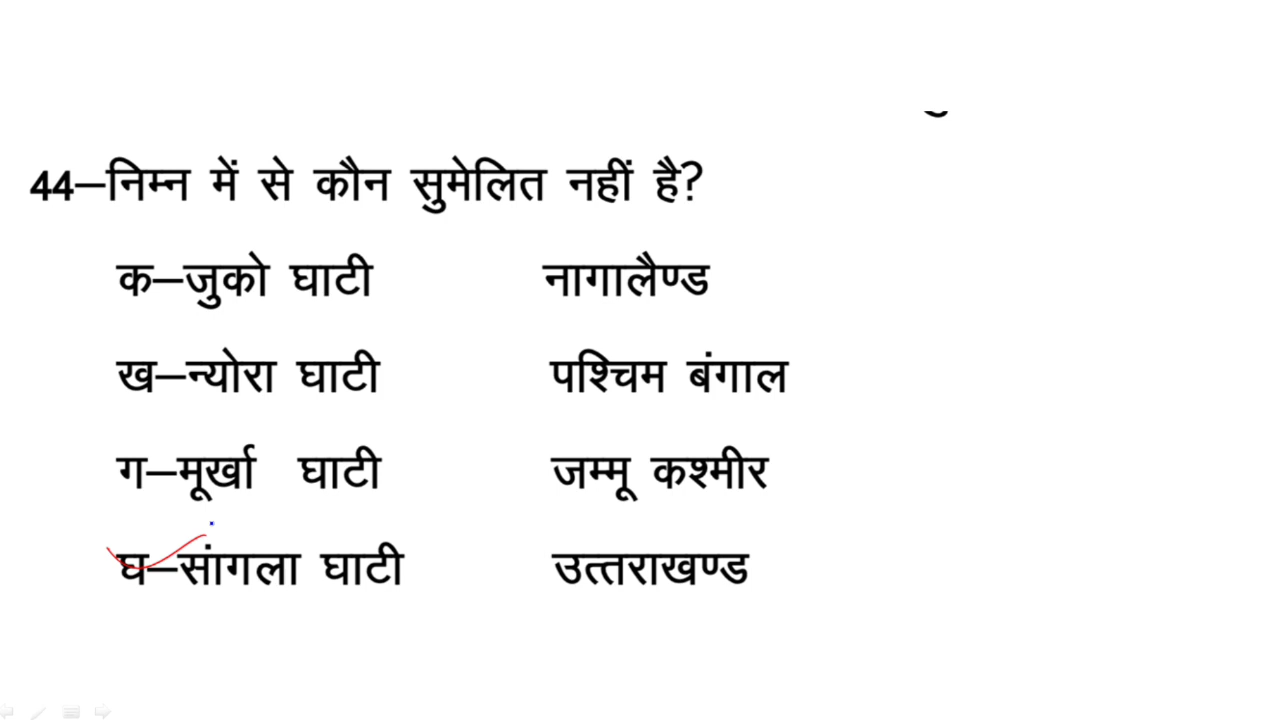 44–निम्न में से कौन सुमेलित नहीं है?
क–जुको घाटी नागालैण्ड
ख–न्योरा घाटी पश्चिम बंगाल
ग–मूर्खा घाटी जम्मू कश्मीर
घ–सांगला घाटी उत्तराखण्ड